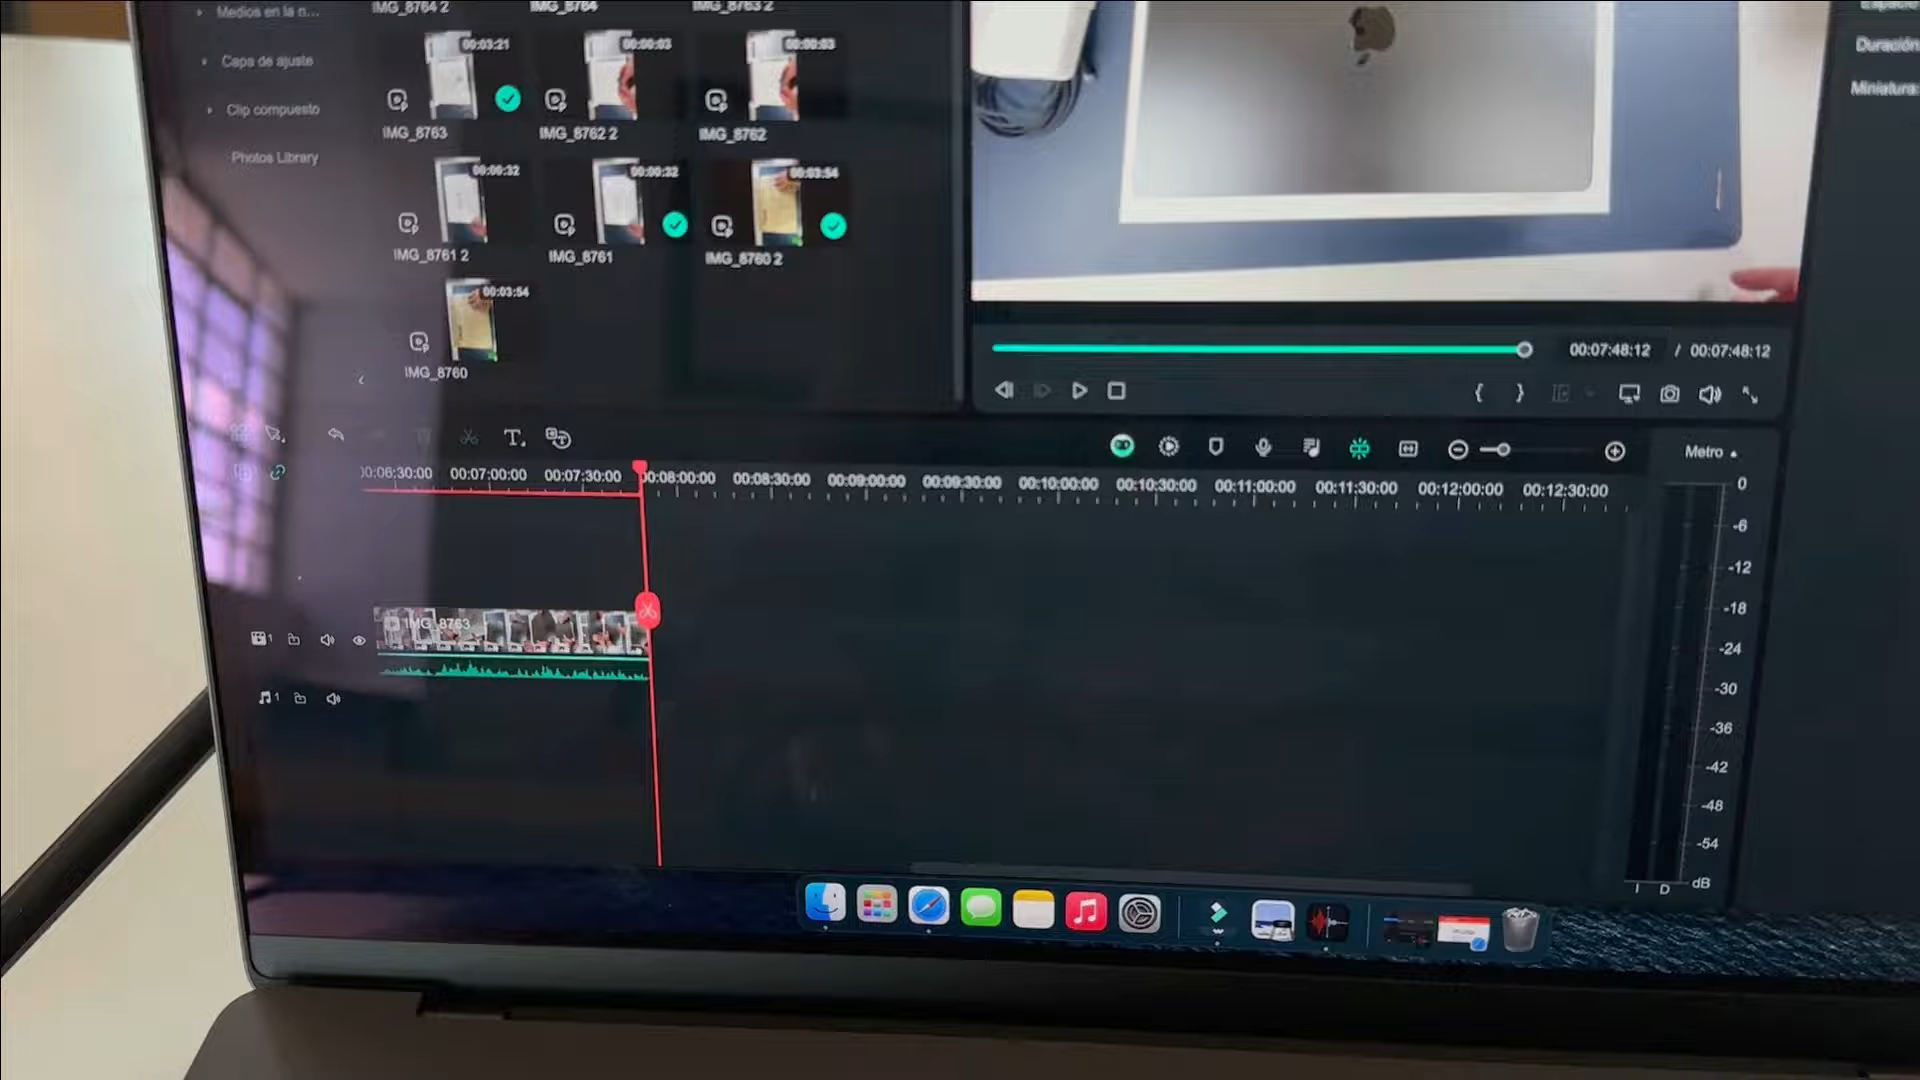 IMG_8764 2
IMG_8764
IMG_8763 2
Medios en la n...
Capa de ajuste
Clip compuesto
Photos Library
00:03:21
00:00:03
00:00:03
IMG_8763
IMG_8762 2
IMG_8762
00:00:32
00:00:32
00:03:54
IMG_8761 2
IMG_8761
IMG_8760 2
00:03:54
IMG_8760
Duración
Miniatura:
00:07:48:12 / 00:07:48:12
Metro
00:06:30:00 00:07:00:00 00:07:30:00 00:08:00:00 00:08:30:00 00:09:00:00 00:09:30:00 00:10:00:00 00:10:30:00 00:11:00:00 00:11:30:00 00:12:00:00 00:12:30:00
0
-6
-12
-18
-24
-30
-36
-42
-48
-54
dB
I D
IMG_8763
1
1